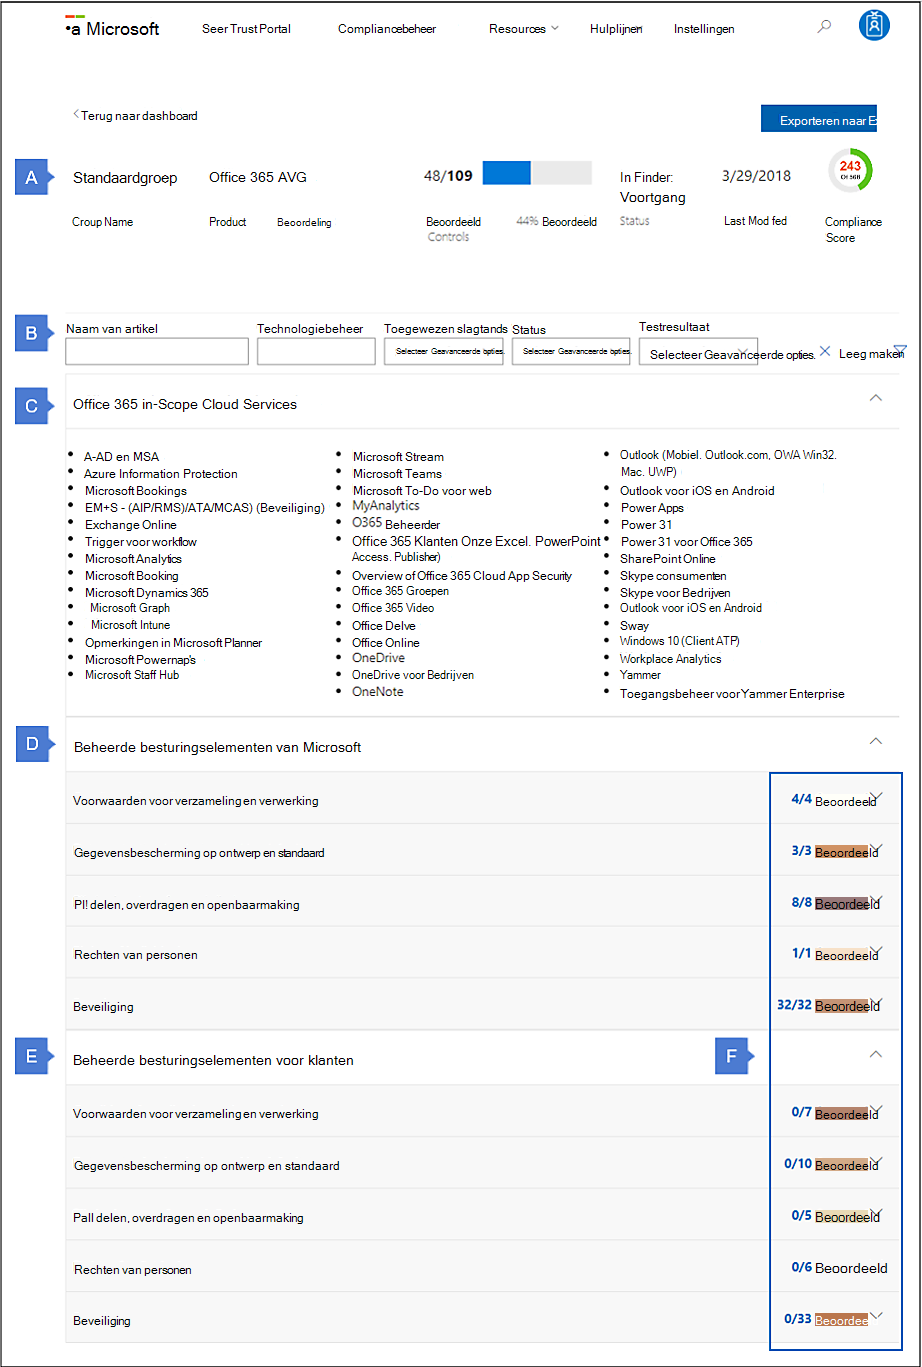 •a Microsoft
Seer Trust Portal
Compliancebeheer
Resources
Hulplijnen
Instellingen
Terug naar dashboard
Exporteren naar E
A
Standaardgroep
Office 365 AVG
48/109
In Finder:
Voortgang
3/29/2018
243
Of 568
Croup Name
Product
Beoordeling
Beoordeeld
Controls
44% Beoordeeld
Status
Last Mod fed
Compliance
Score
B
Naam van artikel
Technologiebeheer
Toegewezen slagtands
Status
Testresultaat
Selecteer Geavanceerde opties.
Selecteer Geavanceerde opties.
Selecteer Geavanceerde opties.
Leeg maken
C
Office 365 in-Scope Cloud Services
• A-AD en MSA
• Azure Information Protection
• Microsoft Bookings
• EM+S - (AIP/RMS)/ATA/MCAS) (Beveiliging)
• Exchange Online
• Trigger voor workflow
• Microsoft Analytics
• Microsoft Booking
• Microsoft Dynamics 365
• Microsoft Graph
• Microsoft Intune
• Opmerkingen in Microsoft Planner
• Microsoft Powernap's
• Microsoft Staff Hub
• Microsoft Stream
• Microsoft Teams
• Microsoft To-Do voor web
• MyAnalytics
• O365 Beheerder
• Office 365 Klanten Onze Excel. PowerPoint
Access. Publisher)
• Overview of Office 365 Cloud App Security
• Office 365 Groepen
• Office 365 Video
• Office Delve
• Office Online
• OneDrive
• OneDrive voor Bedrijven
• OneNote
• Outlook (Mobiel. Outlook.com, OWA Win32.
Mac. UWP)
• Outlook voor iOS en Android
• Power Apps
• Power 31
• Power 31 voor Office 365
• SharePoint Online
• Skype consumenten
• Skype voor Bedrijven
• Outlook voor iOS en Android
• Sway
• Windows 10 (Client ATP)
• Workplace Analytics
• Yammer
• Toegangsbeheer voor Yammer Enterprise
D
Beheerde besturingselementen van Microsoft
Voorwaarden voor verzameling en verwerking
4/4 Beoordeeld
Gegevensbescherming op ontwerp en standaard
3/3 Beoordeeld
PI! delen, overdragen en openbaarmaking
8/8 Beoordeeld
Rechten van personen
1/1 Beoordeeld
Beveiliging
32/32 Beoordeeld
E
Beheerde besturingselementen voor klanten
F
Voorwaarden voor verzameling en verwerking
0/7 Beoordeeld
Gegevensbescherming op ontwerp en standaard
0/10 Beoordeeld
Pall delen, overdragen en openbaarmaking
0/5 Beoordeeld
Rechten van personen
0/6 Beoordeeld
Beveiliging
0/33 Beoordee